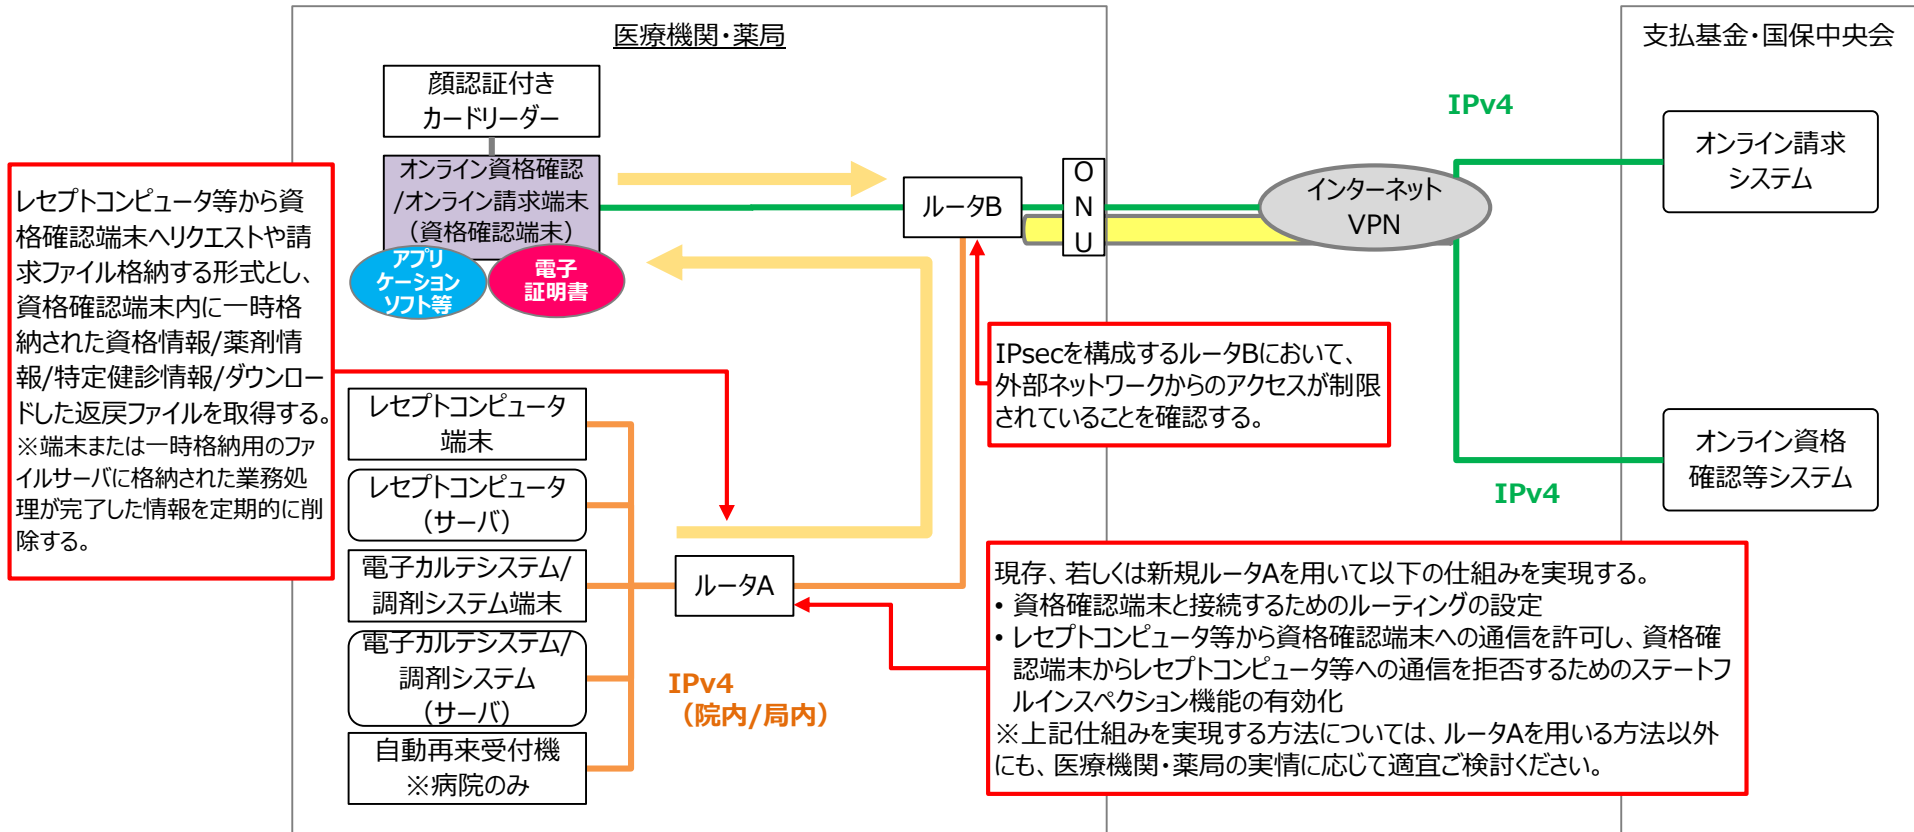 医療機関・薬局
支払基金・国保中央会
顔認証付き
カードリーダー
オンライン資格確認
/オンライン請求端末
（資格確認端末）
アプリ
ケーション
ソフト等
電子
証明書
ルータB
O
N
U
インターネット
VPN
IPv4
オンライン請求
システム
IPv4
オンライン資格
確認等システム
レセプトコンピュータ等から資
格確認端末へリクエストや請
求ファイル格納する形式とし、
資格確認端末内に一時格
納された資格情報/薬剤情
報/特定健診情報/ダウンロー
ドした返戻ファイルを取得する。
※端末または一時格納用のファ
イルサーバに格納された業務処
理が完了した情報を定期的に削
除する。
IPsecを構成するルータBにおいて、
外部ネットワークからのアクセスが制限
されていることを確認する。
レセプトコンピュータ
端末
レセプトコンピュータ
（サーバ）
電子カルテシステム/
調剤システム端末
電子カルテシステム/
調剤システム
（サーバ）
自動再来受付機
※病院のみ
ルータA
IPv4
（院内/局内）
現存、若しくは新規ルータAを用いて以下の仕組みを実現する。
• 資格確認端末と接続するためのルーティングの設定
• レセプトコンピュータ等から資格確認端末への通信を許可し、資格確
認端末からレセプトコンピュータ等への通信を拒否するためのステートフ
ルインスペクション機能の有効化
※上記仕組みを実現する方法については、ルータAを用いる方法以外
にも、医療機関・薬局の実情に応じて適宜ご検討ください。